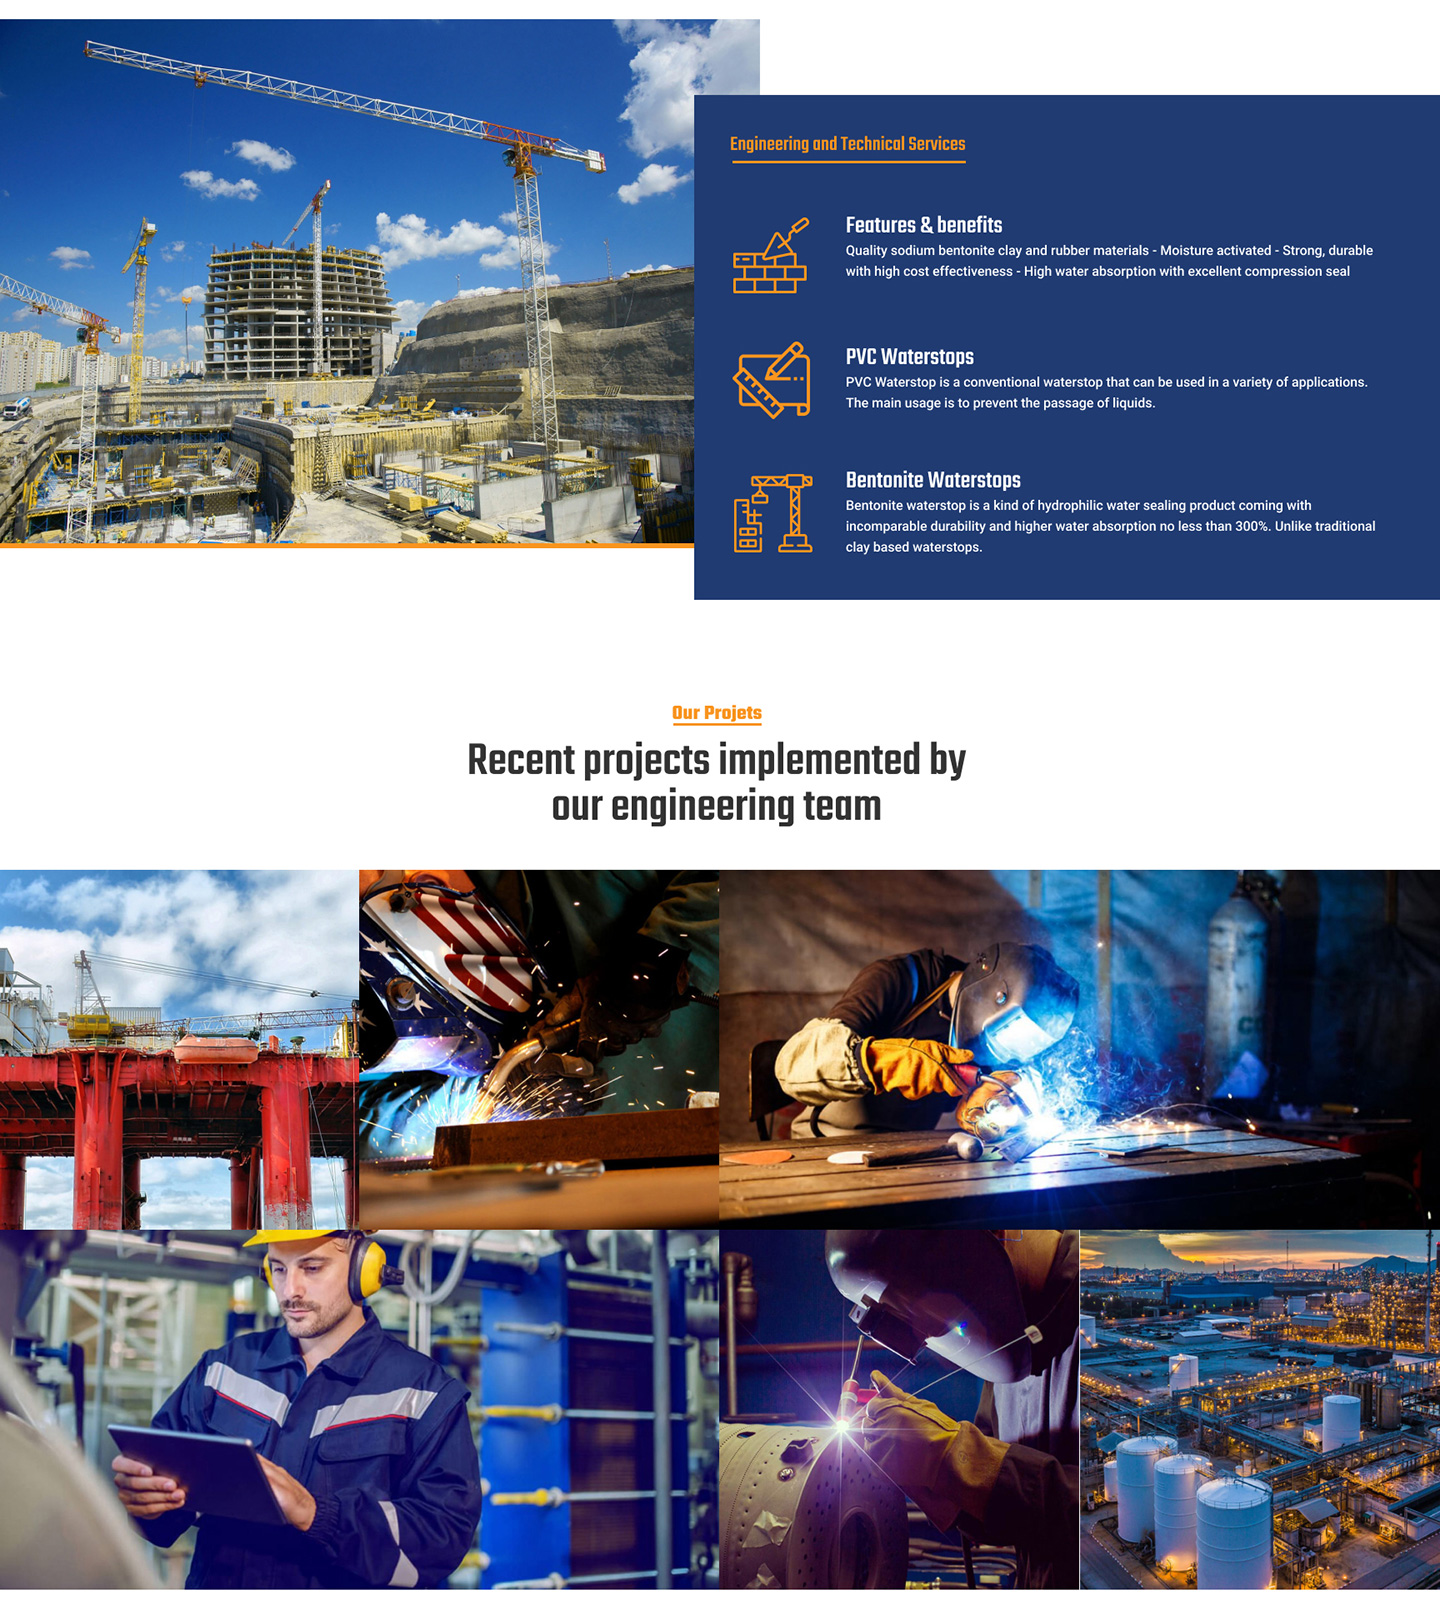 Engineering and Technical Services
Features & benefits
Quality sodium bentonite clay and rubber materials - Moisture activated - Strong, durable
with high cost effectiveness - High water absorption with excellent compression seal
PVC Waterstops
PVC Waterstop is a conventional waterstop that can be used in a variety of applications.
The main usage is to prevent the passage of liquids.
Bentonite Waterstops
Bentonite waterstop is a kind of hydrophilic water sealing product coming with
incomparable durability and higher water absorption no less than 300%. Unlike traditional
clay based waterstops.
Our Projets
Recent projects implemented by
our engineering team